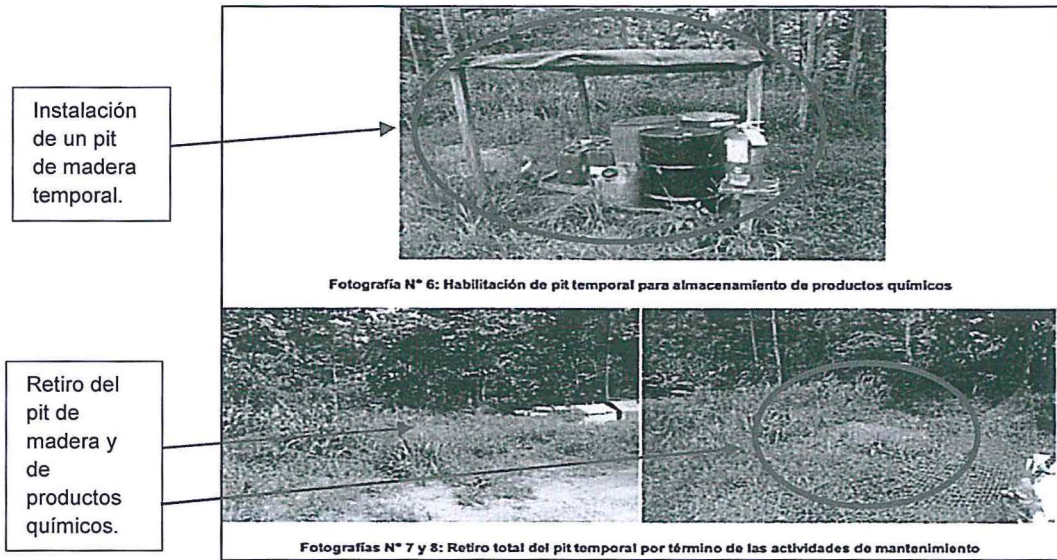 Instalación
de un pit
de madera
temporal.
Fotografía N° 6: Habilitación de pit temporal para almacenamiento de productos químicos
Retiro del
pit de
madera y
de
productos
químicos.
Fotografías N° 7 y 8: Retiro total del pit temporal por término de las actividades de mantenimiento